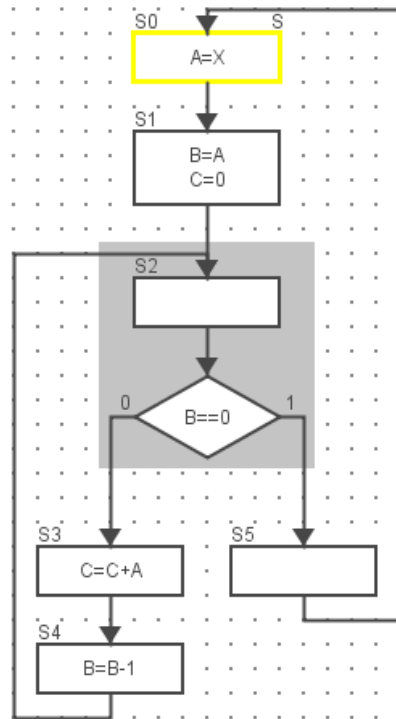 S0 S
A=X
S1
B=A
C=0
S2
0 B==0 1
S3 S5
C=C+A
S4
B=B-1